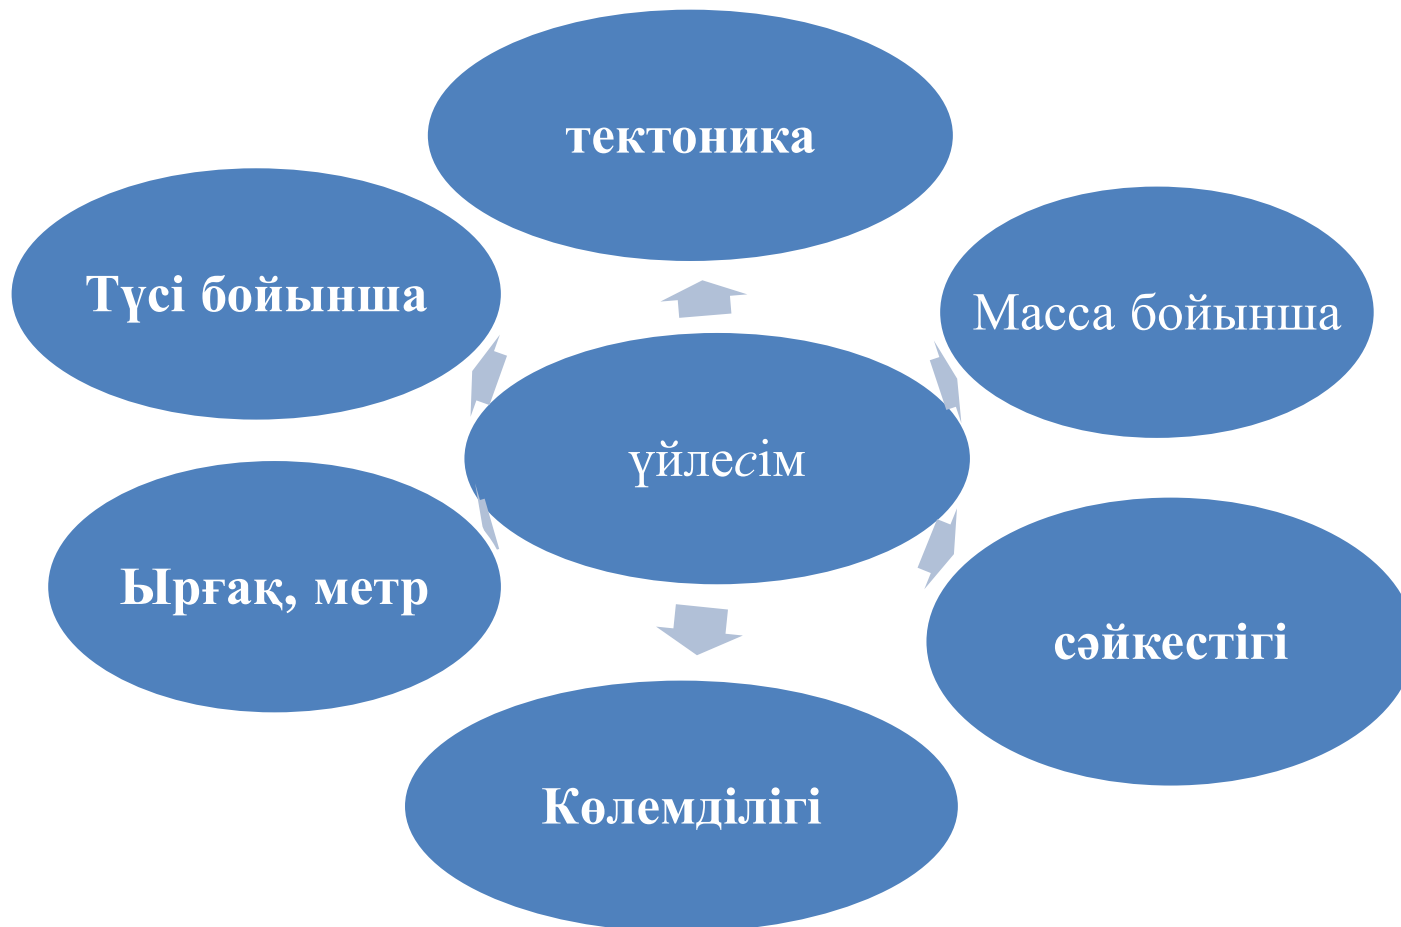 тектоника
Түсі бойынша
Масса бойынша
үйлесім
Ырғақ, метр
сәйкестігі
Көлемділігі